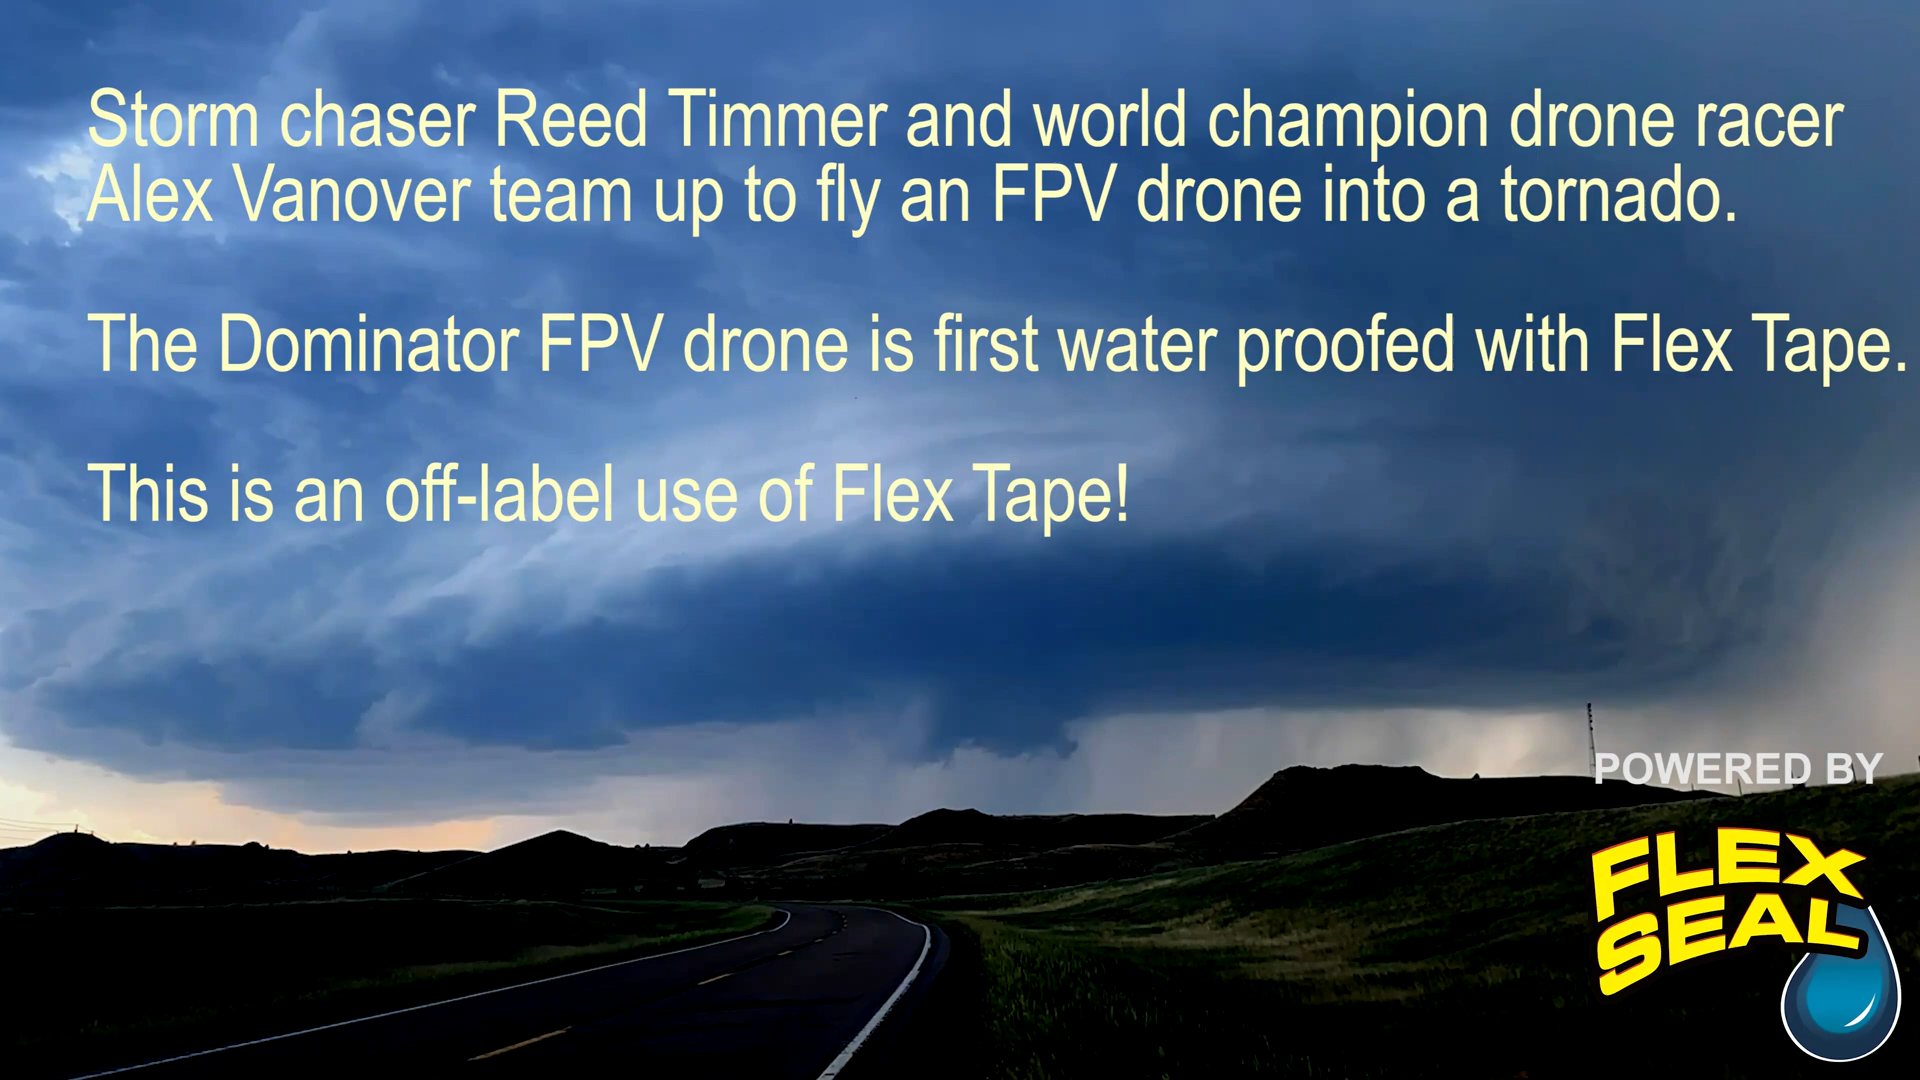 Storm chaser Reed Timmer and world champion drone racer
Alex Vanover team up to fly an FPV drone into a tornado.
The Dominator FPV drone is first water proofed with Flex Tape.
This is an off-label use of Flex Tape!
POWERED BY
FLEX
SEAL